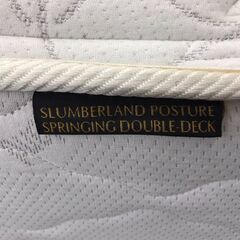 SLUMBERLAND POSTURE
SPRINGING DOUBLE-DECK